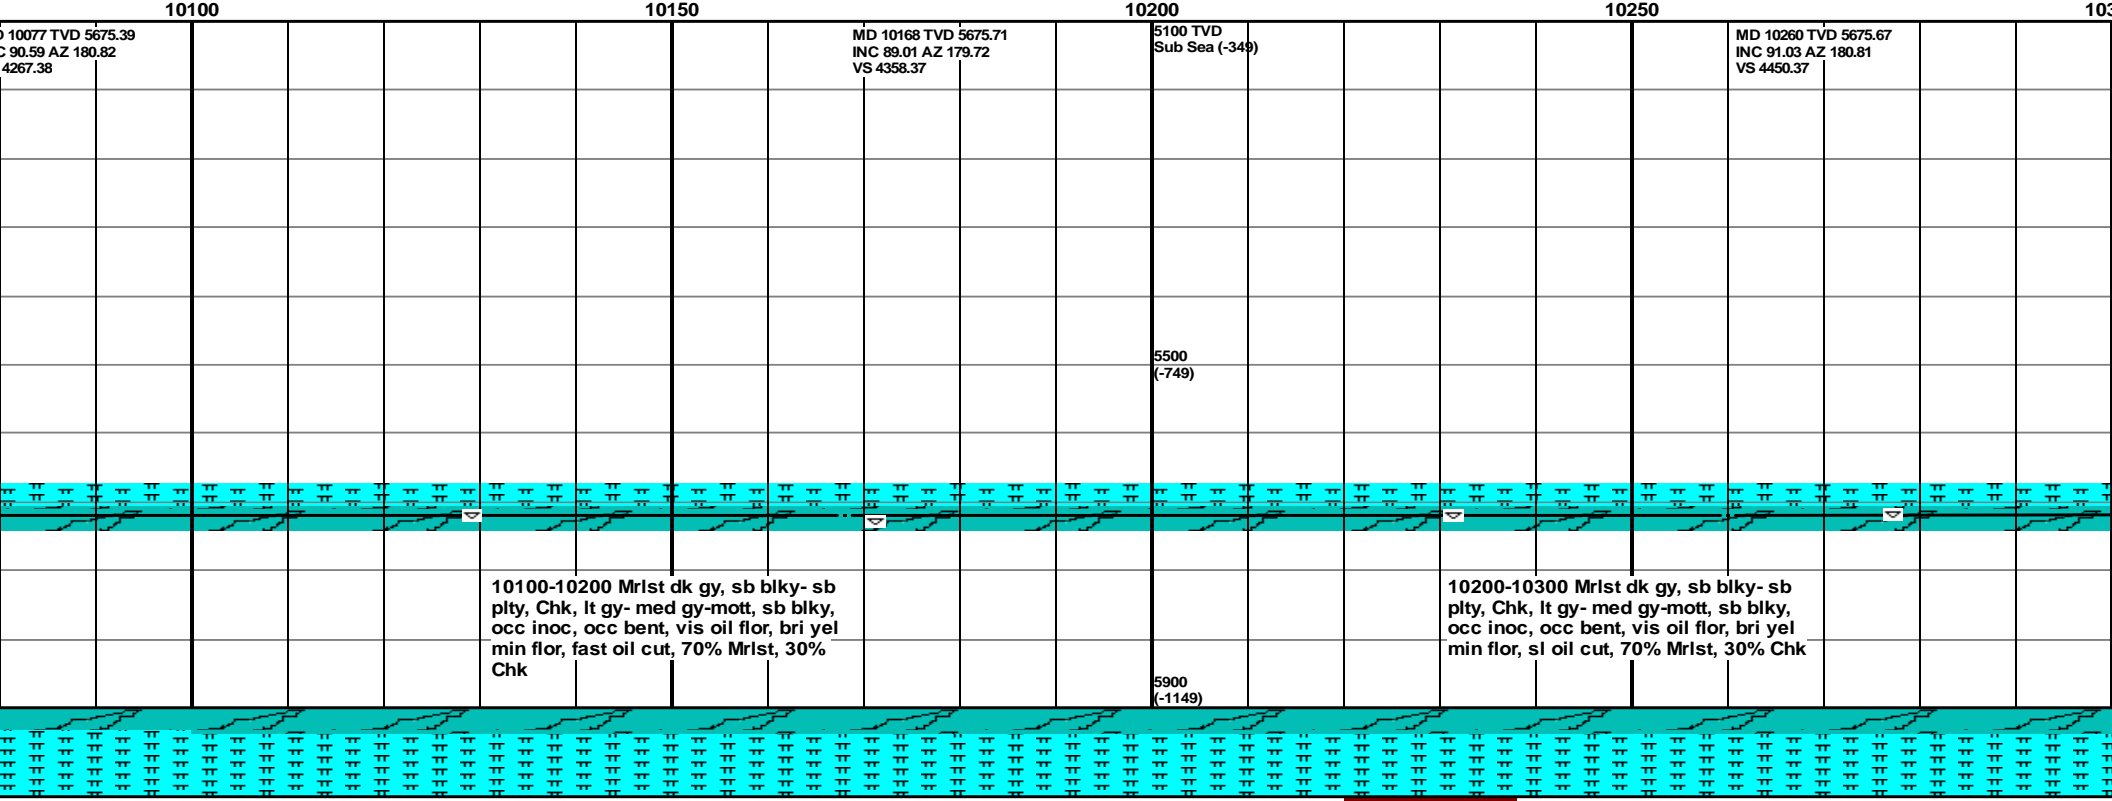 10100
10150
10200
10250
103
D 10077 TVD 5675.39
C 90.59 AZ 180.82
4267.38
MD 10168 TVD 5675.71
INC 89.01 AZ 179.72
VS 4358.37
5100 TVD
Sub Sea (-349)
MD 10260 TVD 5675.67
INC 91.03 AZ 180.81
VS 4450.37
5500
(-749)
10100-10200 Mrlst dk gy, sb blky- sb
plty, Chk, lt gy- med gy-mott, sb blky,
occ inoc, occ bent, vis oil flor, bri yel
min flor, fast oil cut, 70% Mrlst, 30%
Chk
10200-10300 Mrlst dk gy, sb blky- sb
plty, Chk, lt gy- med gy-mott, sb blky,
occ inoc, occ bent, vis oil flor, bri yel
min flor, sl oil cut, 70% Mrlst, 30% Chk
5900
(-1149)